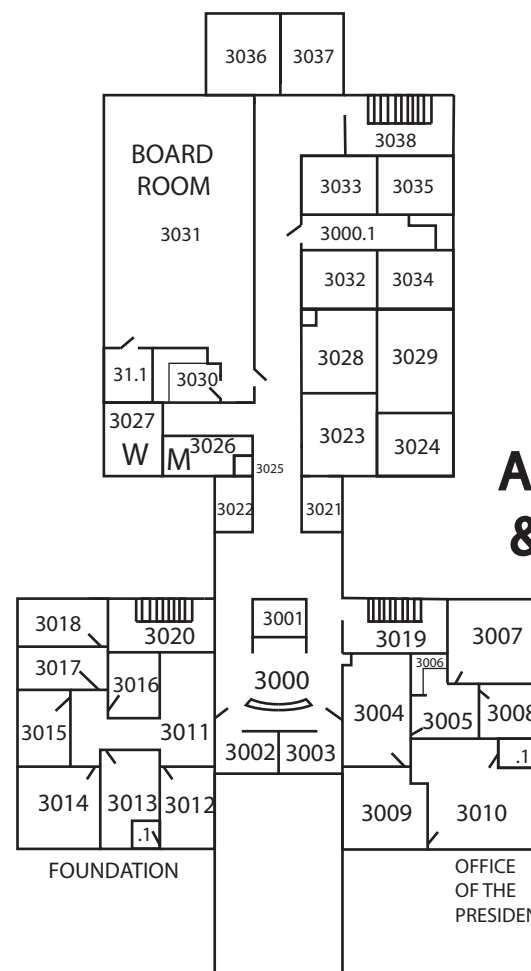 3036 3037
BOARD
ROOM
3031
3038
3033 3035
3000.1
3032 3034
3028 3029
31.1 3030
3027
W M 3026
3023 3024
3025
3022 3021
A
&
3001
3018 3020 3019 3007
3017 3016 3006
3000
3015 3011 3004 3005 3008
3002 3003 .1
3014 3013 3012 3009 3010
.1
FOUNDATION
OFFICE
OF THE
PRESIDEN